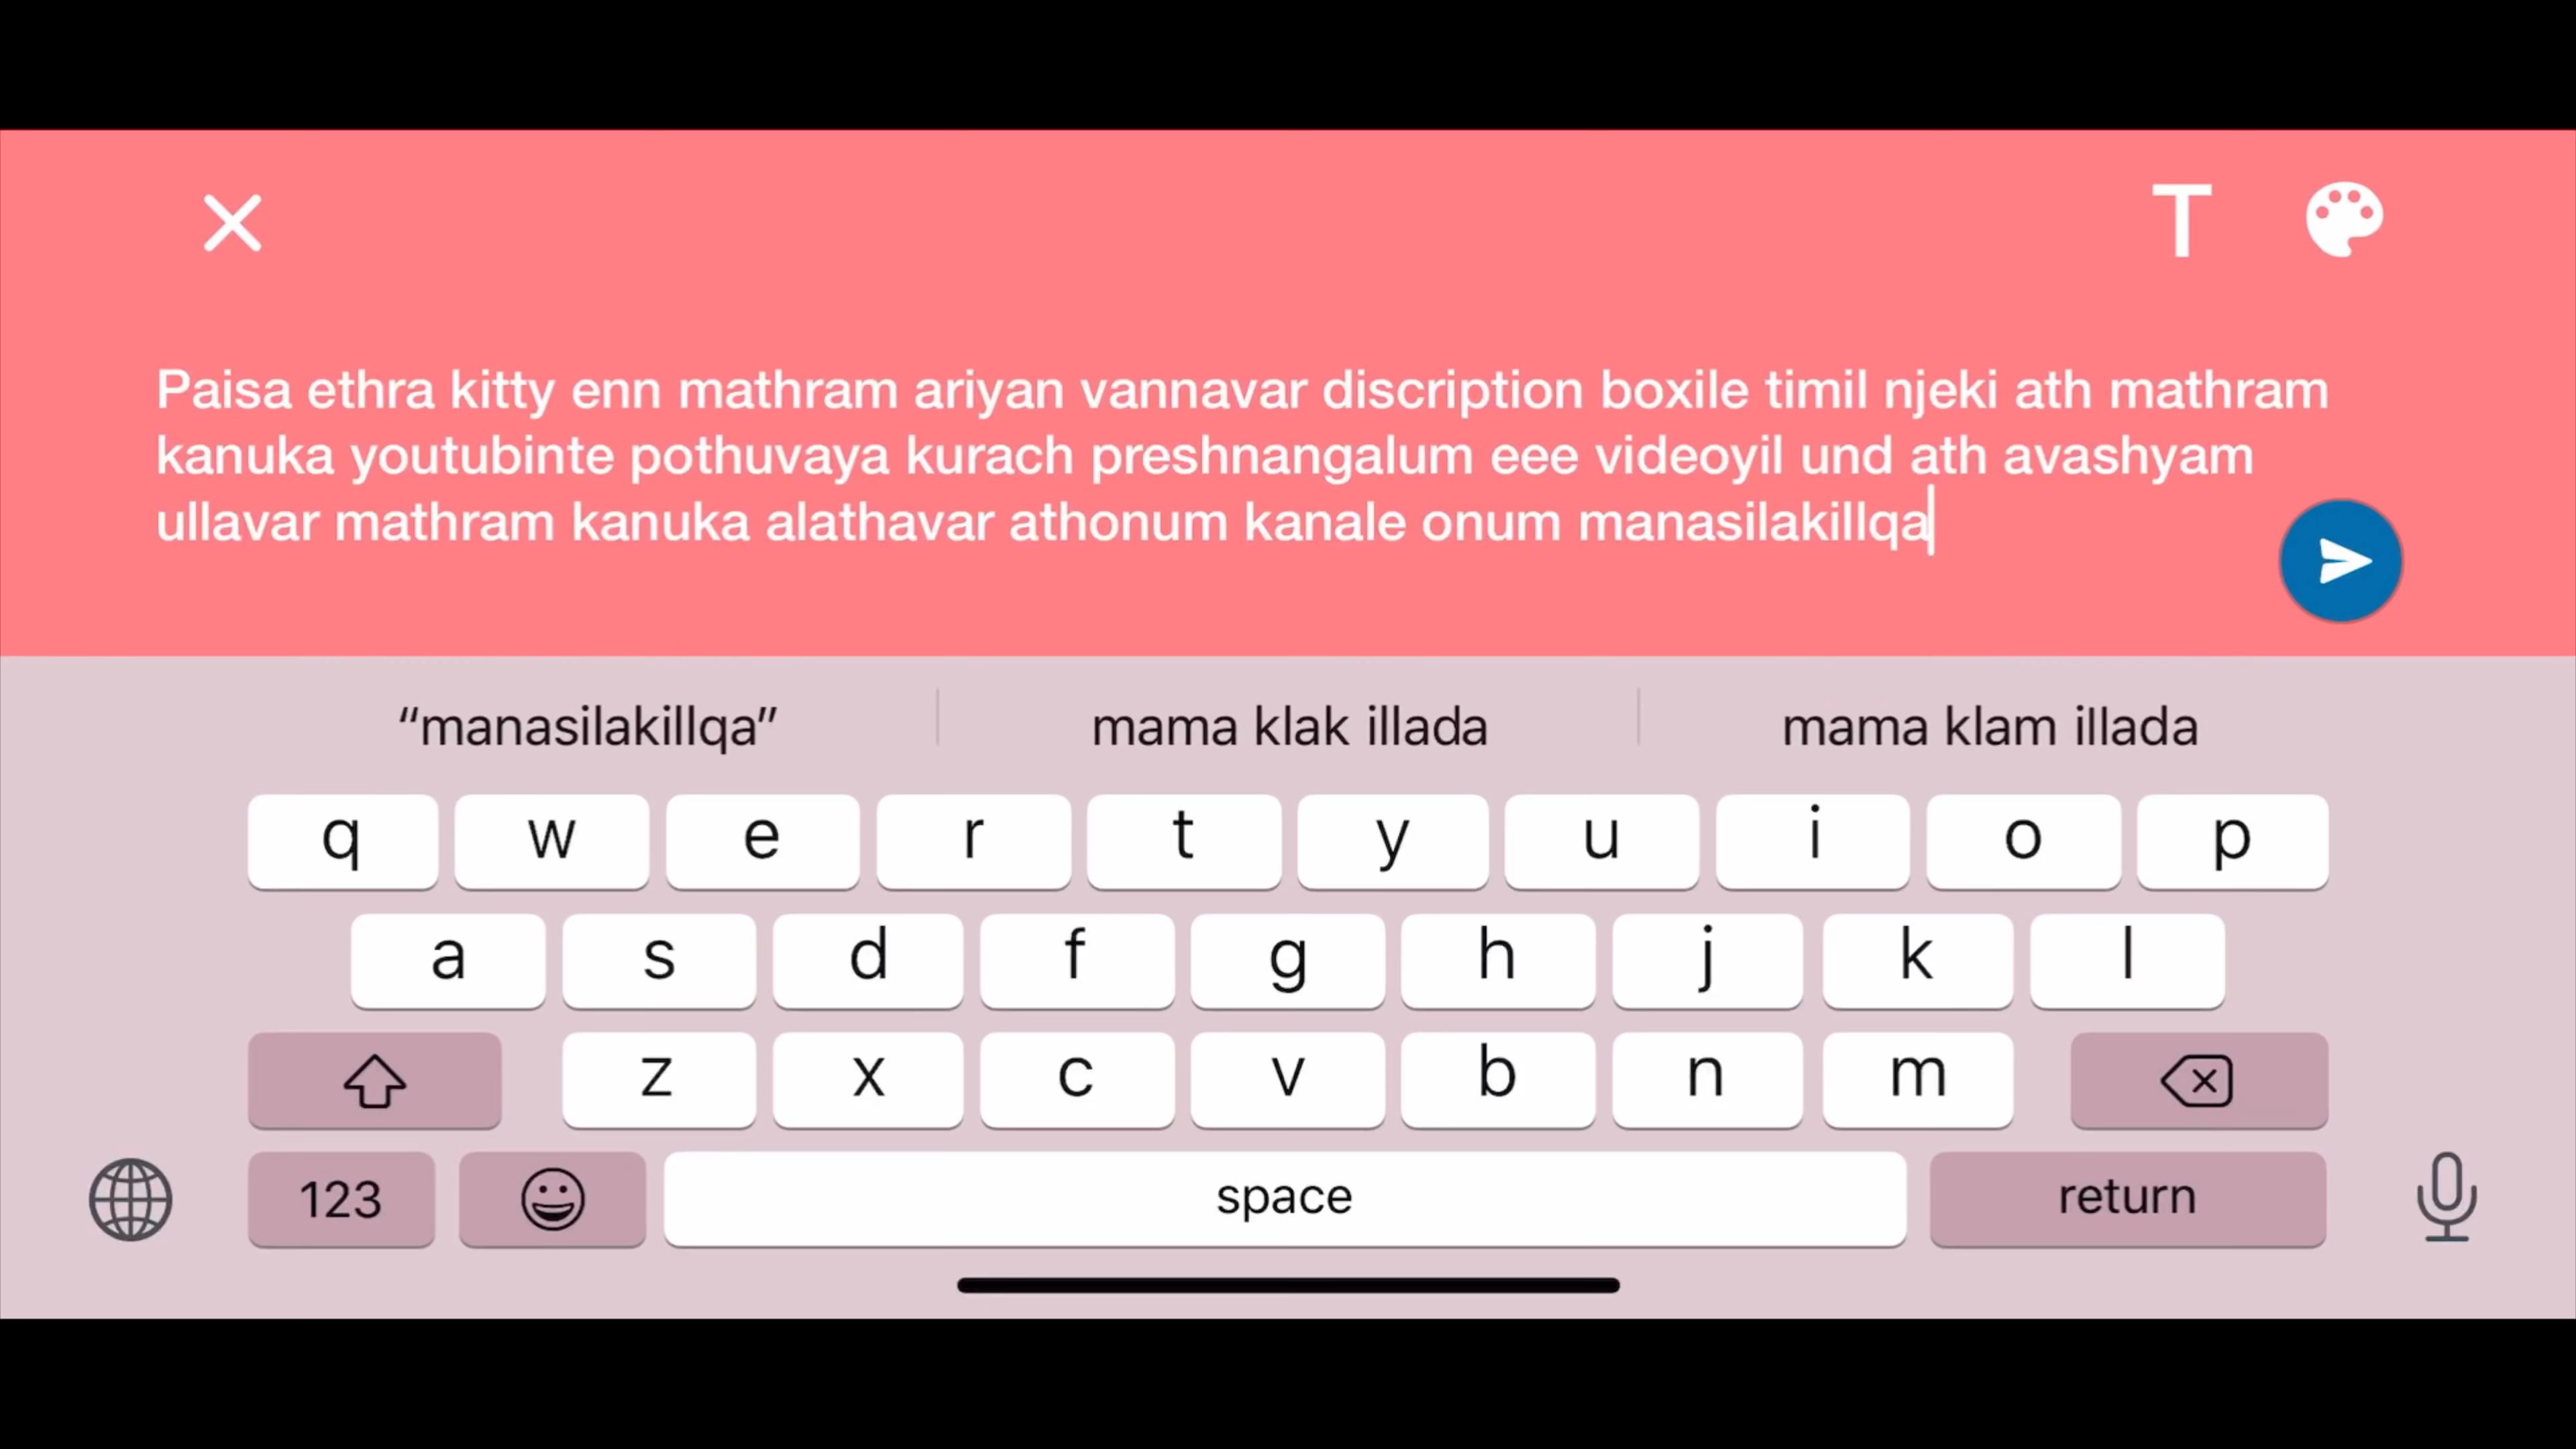 T
Paisa ethra kitty enn mathram ariyan vannavar discription boxile timil njeki ath mathram
kanuka youtubinte pothuvaya kurach preshnangalum eee videoyil und ath avashyam
ullavar mathram kanuka alathavar athonum kanale onum manasilakillqa
“manasilakillqa” mama klak illada mama klam illada
q w e r t y u i o p
a s d f g h j k l
z x c v b n m
123 space return